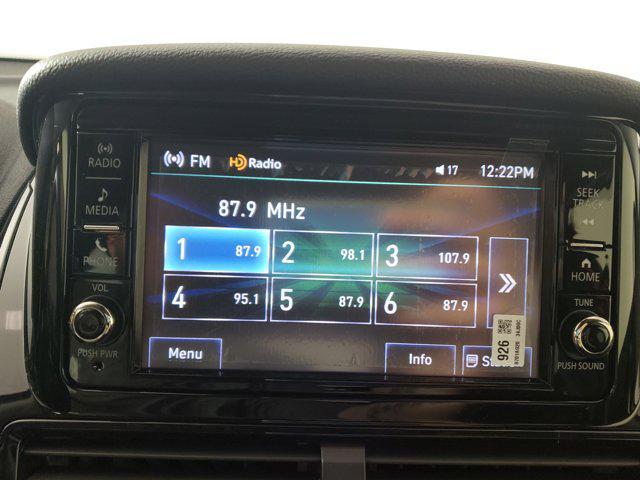 FM HD Radio 17 12:22PM
87.9 MHz
1 87.9 2 98.1 3 107.9
4 95.1 5 87.9 6 87.9
Menu Info
RADIO
MEDIA
PHONE
VOL
PUSH PWR
SEEK
TRACK
HOME
TUNE
PUSH SOUND
926